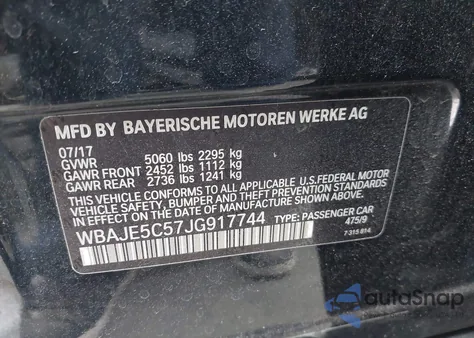 MFD BY BAYERISCHE MOTOREN WERKE AG
07/17
GVWR 5060 lbs 2295 kg
GAWR FRONT 2452 lbs 1112 kg
GAWR REAR 2736 lbs 1241 kg
THIS VEHICLE CONFORMS TO ALL APPLICABLE U.S.FEDERAL MOTOR
VEHICLE SAFETY, BUMPER AND THEFT PREVENTION STANDARDS
IN EFFECT ON THE DATE OF MANUFACTURE SHOWN ABOVE.
WBAJE5C57JG917744 TYPE: PASSENGER CAR
475/9
7 315 814
autoSnap